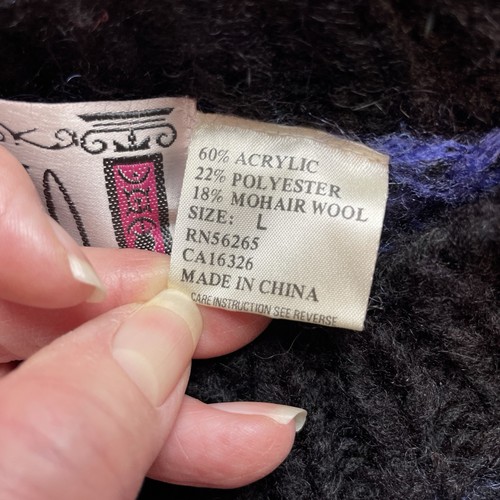 60% ACRYLIC
22% POLYESTER
18% MOHAIR WOOL
SIZE: L
RN56265
CA16326
MADE IN CHINA
CARE INSTRUCTION SEE REVERSE